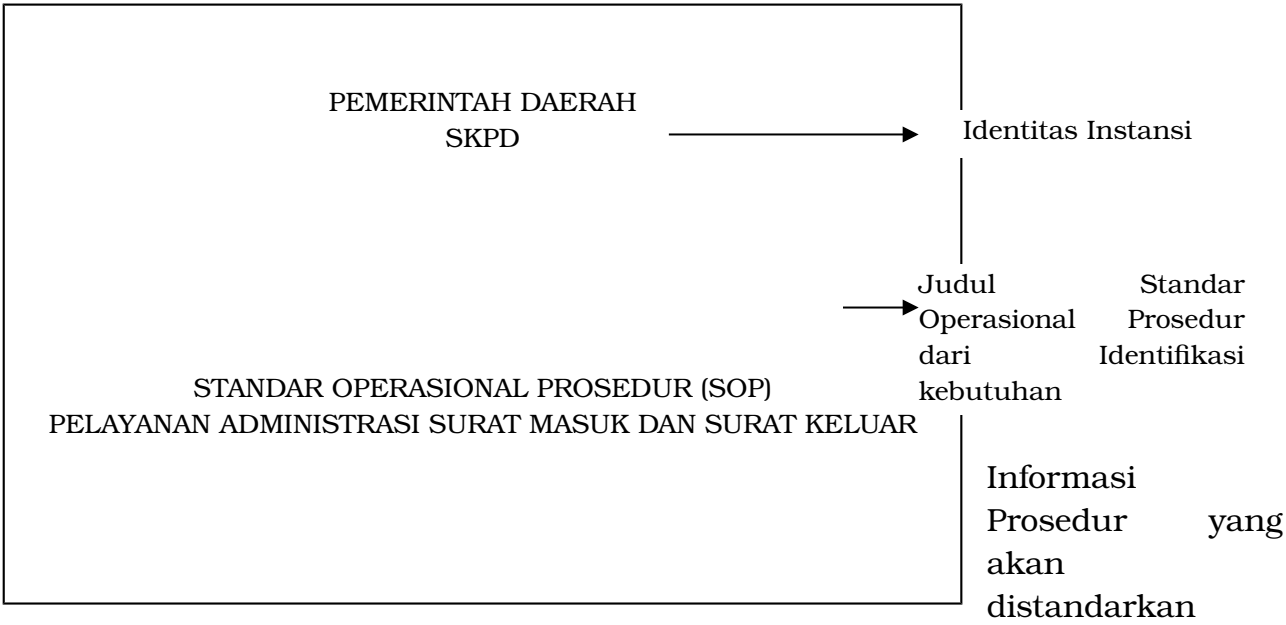 PEMERINTAH DAERAH
SKPD
Identitas Instansi
Judul Standar
Operasional Prosedur
dari Identifikasi
kebutuhan
STANDAR OPERASIONAL PROSEDUR (SOP)
PELAYANAN ADMINISTRASI SURAT MASUK DAN SURAT KELUAR
Informasi
Prosedur yang
akan
distandarkan